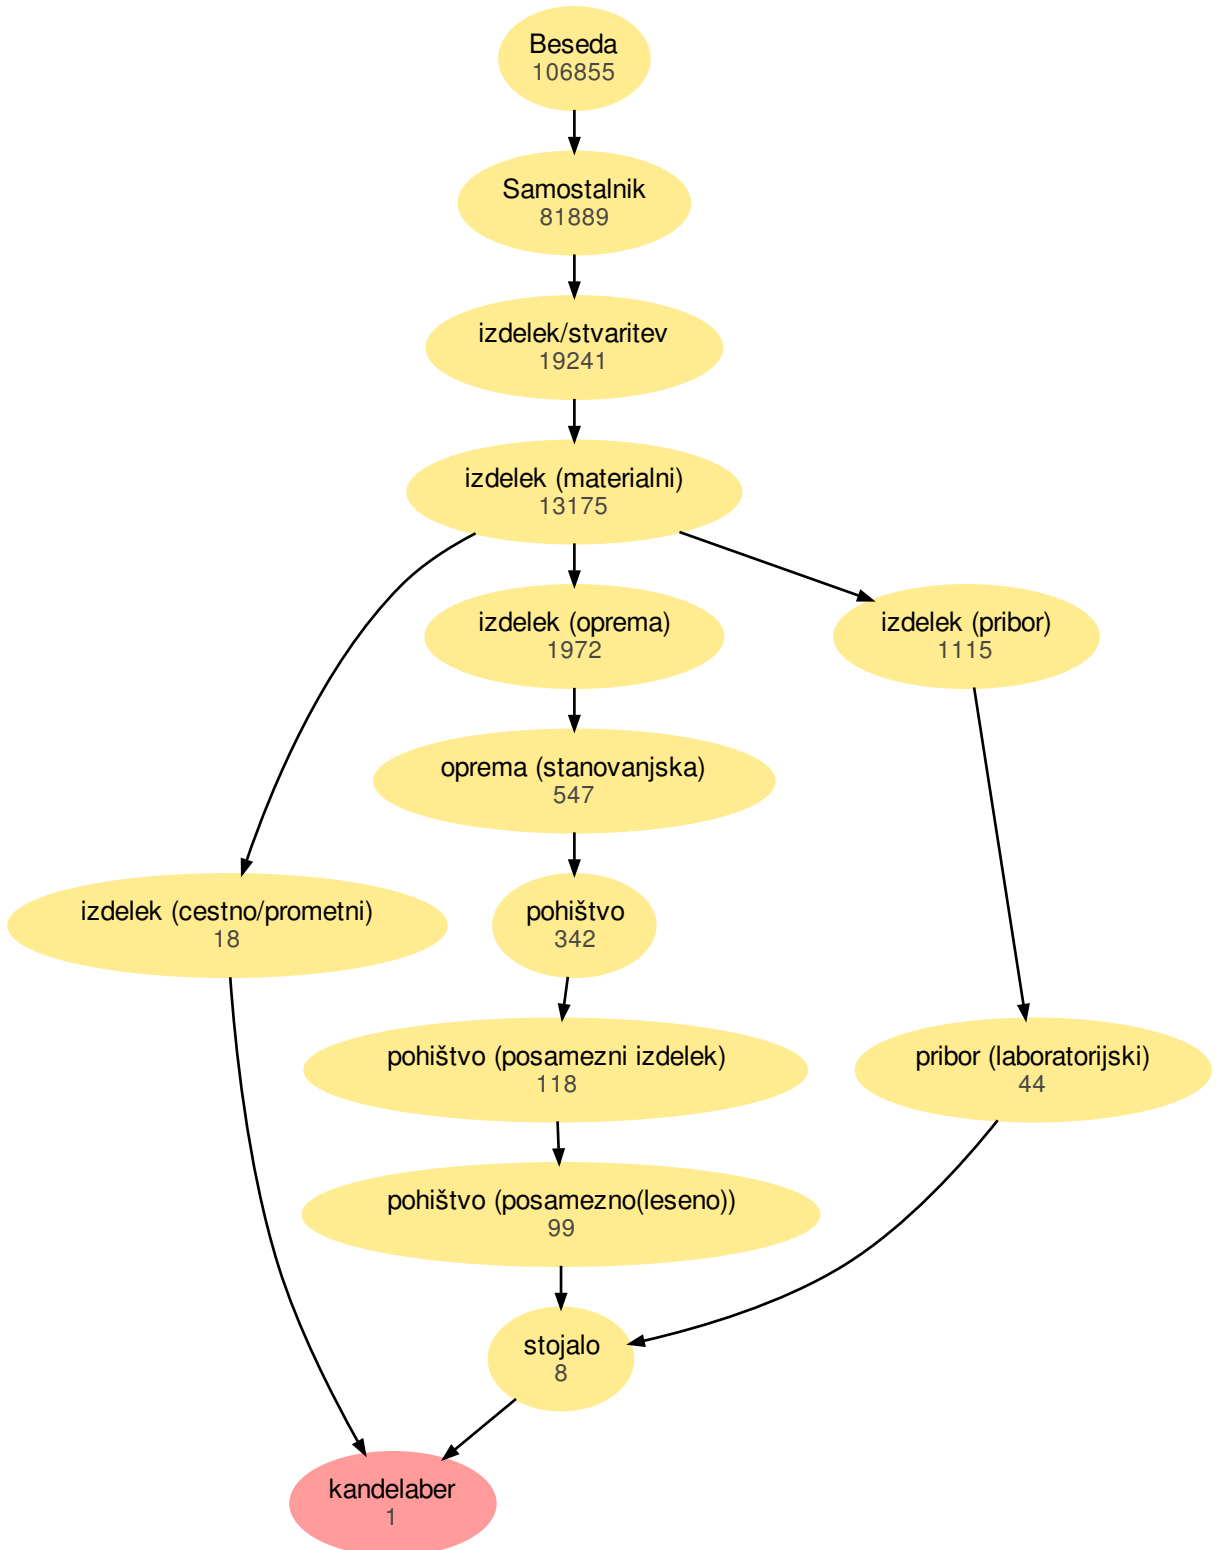 Beseda
106855
Samostalnik
81889
izdelek/stvaritev
19241
izdelek (materialni)
13175
izdelek (oprema)
1972
izdelek (pribor)
1115
oprema (stanovanjska)
547
izdelek (cestno/prometni)
18
pohištvo
342
pohištvo (posamezni izdelek)
118
pribor (laboratorijski)
44
pohištvo (posamezno(leseno))
99
stojalo
8
kandelaber
1